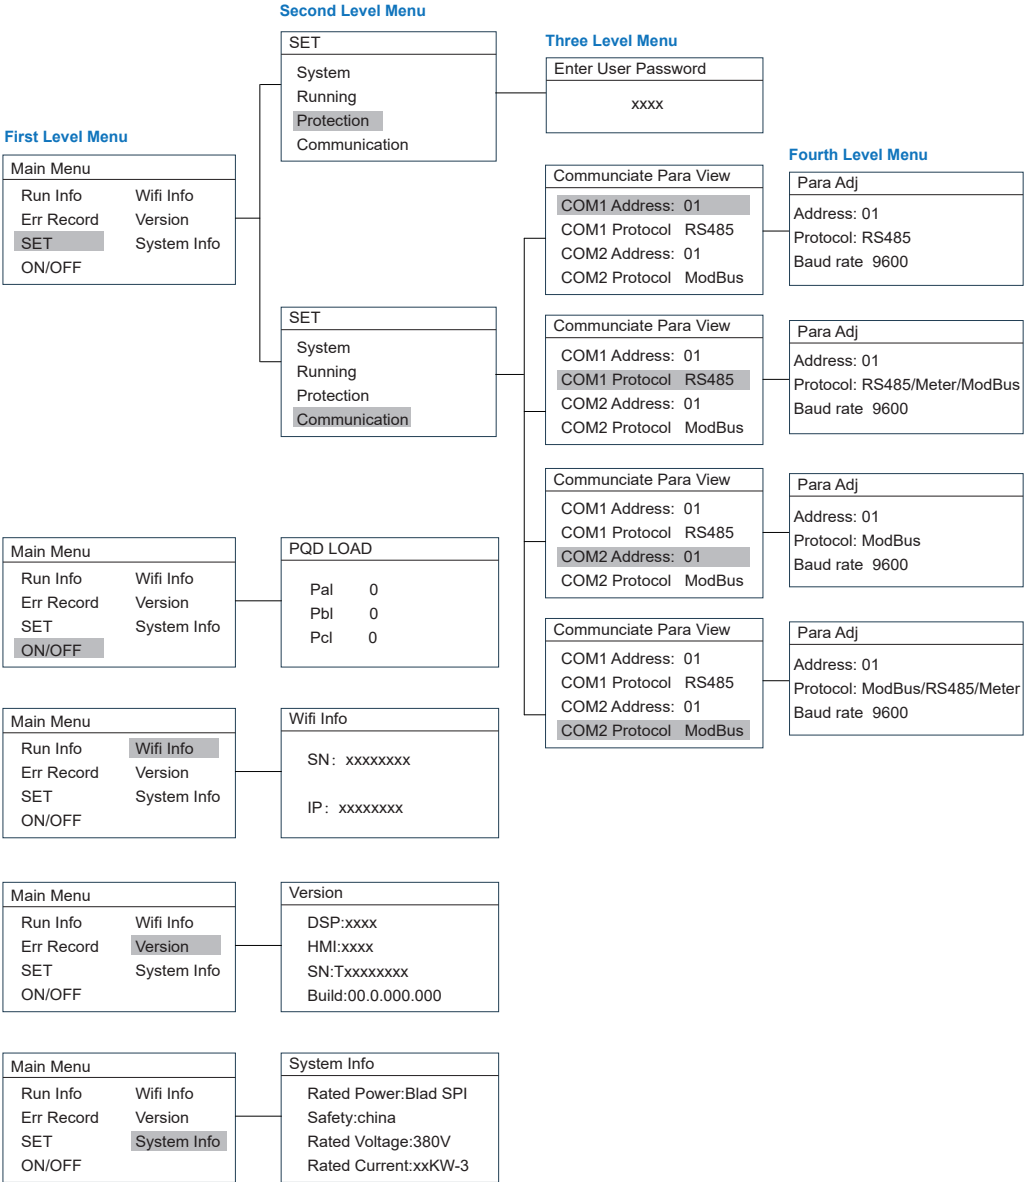 Second Level Menu
SET
System
Running
Protection
Communication
Three Level Menu
Enter User Password
xxxx
First Level Menu
Main Menu
Run Info Wifi Info
Err Record Version
SET System Info
ON/OFF
Fourth Level Menu
Communciate Para View
COM1 Address: 01
COM1 Protocol RS485
COM2 Address: 01
COM2 Protocol ModBus
Para Adj
Address: 01
Protocol: RS485
Baud rate 9600
SET
System
Running
Protection
Communication
Communciate Para View
COM1 Address: 01
COM1 Protocol RS485
COM2 Address: 01
COM2 Protocol ModBus
Para Adj
Address: 01
Protocol: RS485/Meter/ModBus
Baud rate 9600
Communciate Para View
COM1 Address: 01
COM1 Protocol RS485
COM2 Address: 01
COM2 Protocol ModBus
Para Adj
Address: 01
Protocol: ModBus
Baud rate 9600
Main Menu
Run Info Wifi Info
Err Record Version
SET System Info
ON/OFF
PQD LOAD
Pal 0
Pbl 0
Pcl 0
Communciate Para View
COM1 Address: 01
COM1 Protocol RS485
COM2 Address: 01
COM2 Protocol ModBus
Para Adj
Address: 01
Protocol: ModBus/RS485/Meter
Baud rate 9600
Main Menu
Run Info Wifi Info
Err Record Version
SET System Info
ON/OFF
Wifi Info
SN: xxxxxxxx
IP: xxxxxxxx
Main Menu
Run Info Wifi Info
Err Record Version
SET System Info
ON/OFF
Version
DSP:xxxx
HMI:xxxx
SN:Txxxxxxxx
Build:00.0.000.000
Main Menu
Run Info Wifi Info
Err Record Version
SET System Info
ON/OFF
System Info
Rated Power:Blad SPI
Safety:china
Rated Voltage:380V
Rated Current:xxKW-3